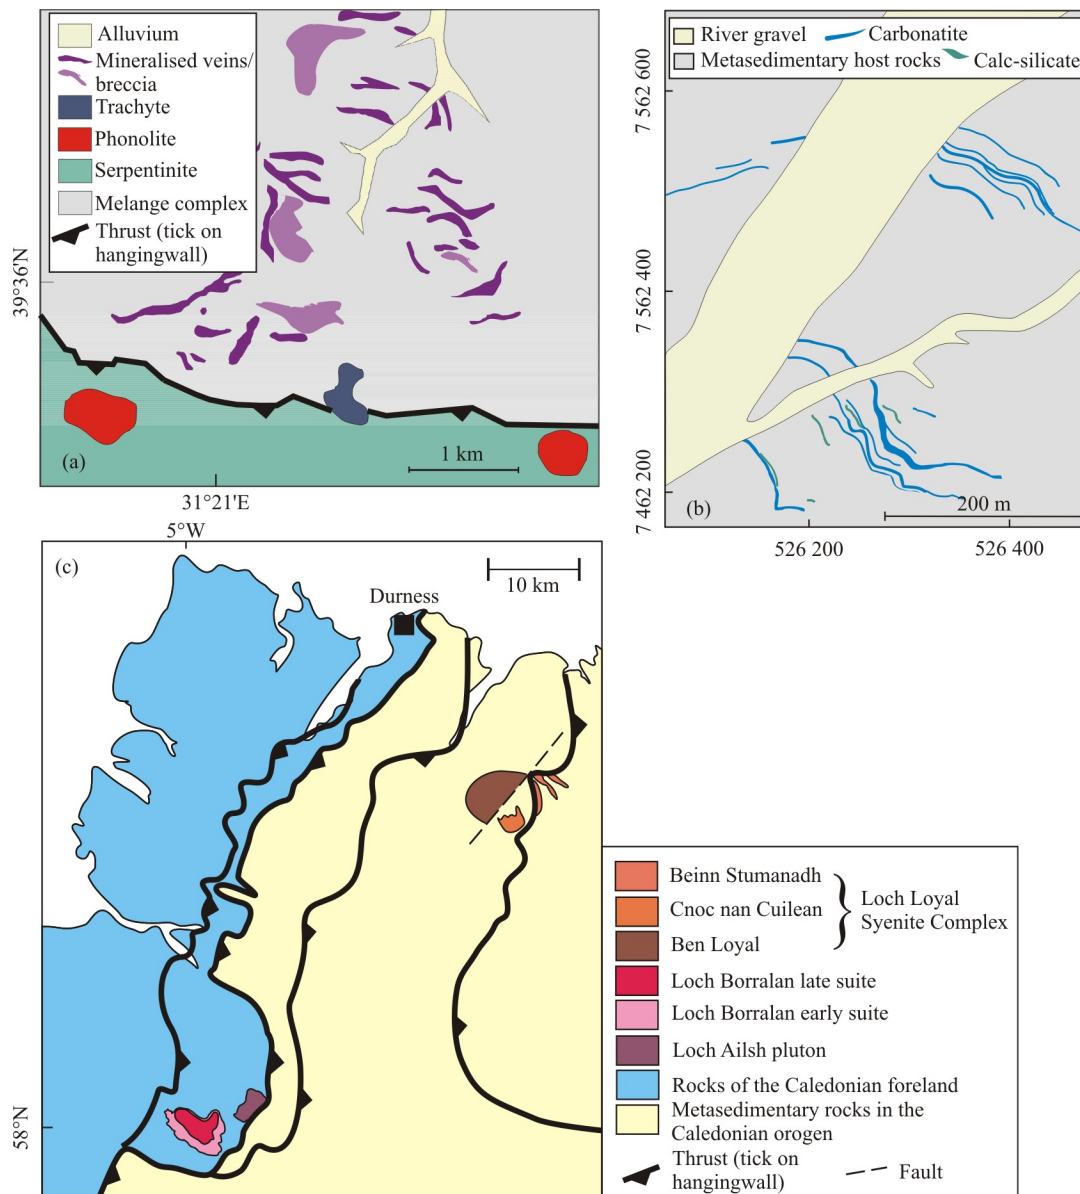 Alluvium
Mineralised veins/
breccia
Trachyte
Phonolite
Serpentinite
Melange complex
Thrust (tick on
hangingwall)
39°36'N
(a)
1 km
31°21'E
River gravel
Carbonatite
Metasedimentary host rocks
Calc-silicate
7 562 600
7 562 400
7 462 200
(b)
200 m
526 200
526 400
5°W
(c)
10 km
Durness
58°N
Beinn Stumanadh
Cnoc nan Cuilean
Ben Loyal
Loch Loyal
Syenite Complex
Loch Borralan late suite
Loch Borralan early suite
Loch Ailsh pluton
Rocks of the Caledonian foreland
Metasedimentary rocks in the
Caledonian orogen
Thrust (tick on
hangingwall)
Fault